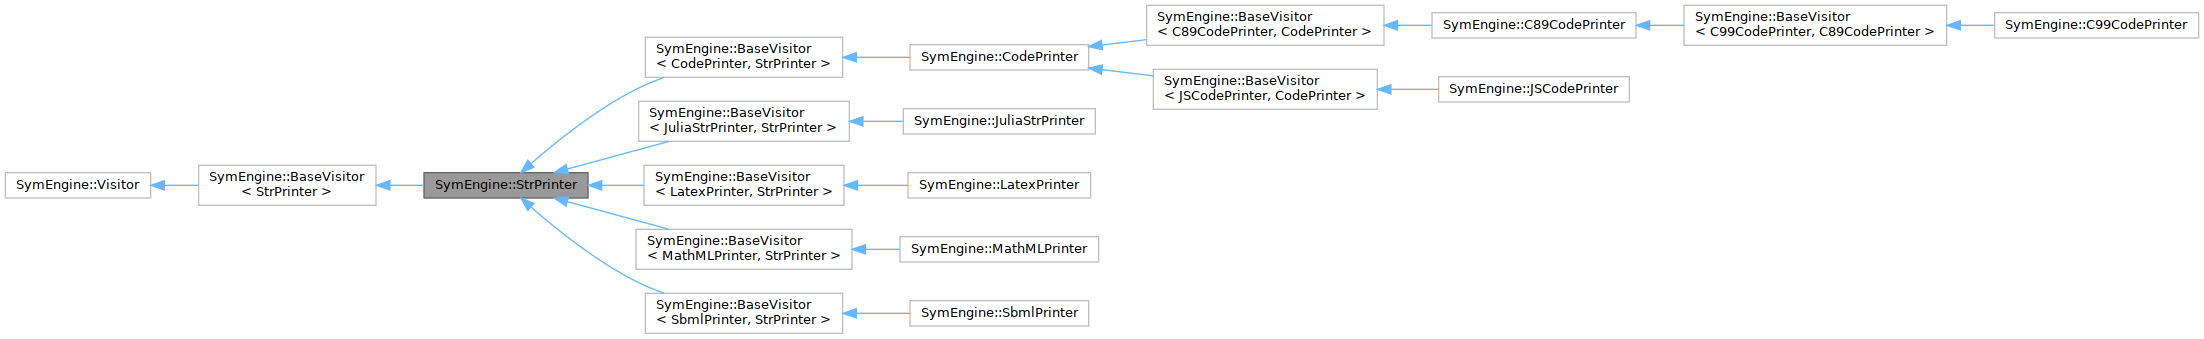 SymEngine::Visitor
SymEngine::BaseVisitor
< StrPrinter >
SymEngine::StrPrinter
SymEngine::BaseVisitor
< CodePrinter, StrPrinter >
SymEngine::CodePrinter
SymEngine::BaseVisitor
< C89CodePrinter, CodePrinter >
SymEngine::C89CodePrinter
SymEngine::BaseVisitor
< C99CodePrinter, C89CodePrinter >
SymEngine::C99CodePrinter
SymEngine::BaseVisitor
< JSCodePrinter, CodePrinter >
SymEngine::JSCodePrinter
SymEngine::BaseVisitor
< JuliaStrPrinter, StrPrinter >
SymEngine::JuliaStrPrinter
SymEngine::BaseVisitor
< LatexPrinter, StrPrinter >
SymEngine::LatexPrinter
SymEngine::BaseVisitor
< MathMLPrinter, StrPrinter >
SymEngine::MathMLPrinter
SymEngine::BaseVisitor
< SbmlPrinter, StrPrinter >
SymEngine::SbmlPrinter